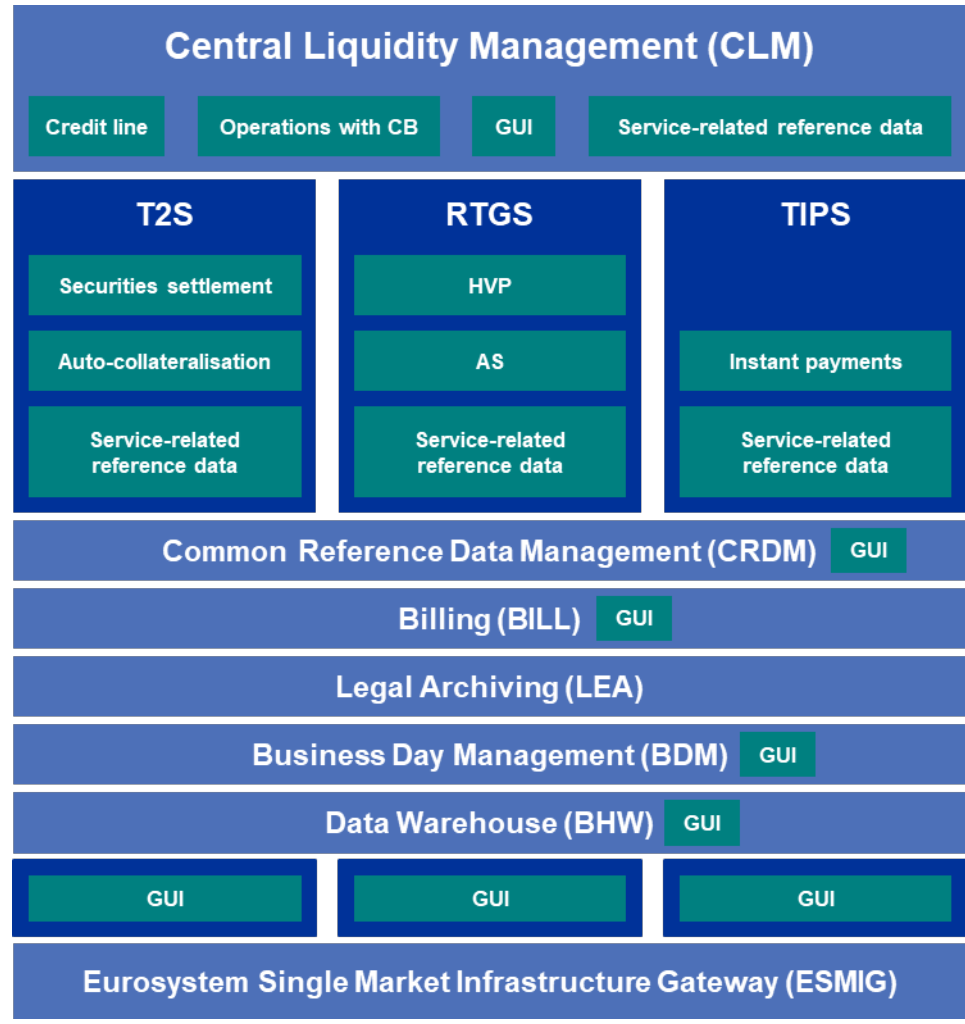 Central Liquidity Management (CLM)
Credit line
Operations with CB
GUI
Service-related reference data
T2S
Securities settlement
Auto-collateralisation
Service-related
reference data
RTGS
HVP
AS
Service-related
reference data
TIPS
Instant payments
Service-related
reference data
Common Reference Data Management (CRDM)
GUI
Billing (BILL)
GUI
Legal Archiving (LEA)
Business Day Management (BDM)
GUI
Data Warehouse (BHW)
GUI
GUI
GUI
GUI
Eurosystem Single Market Infrastructure Gateway (ESMIG)